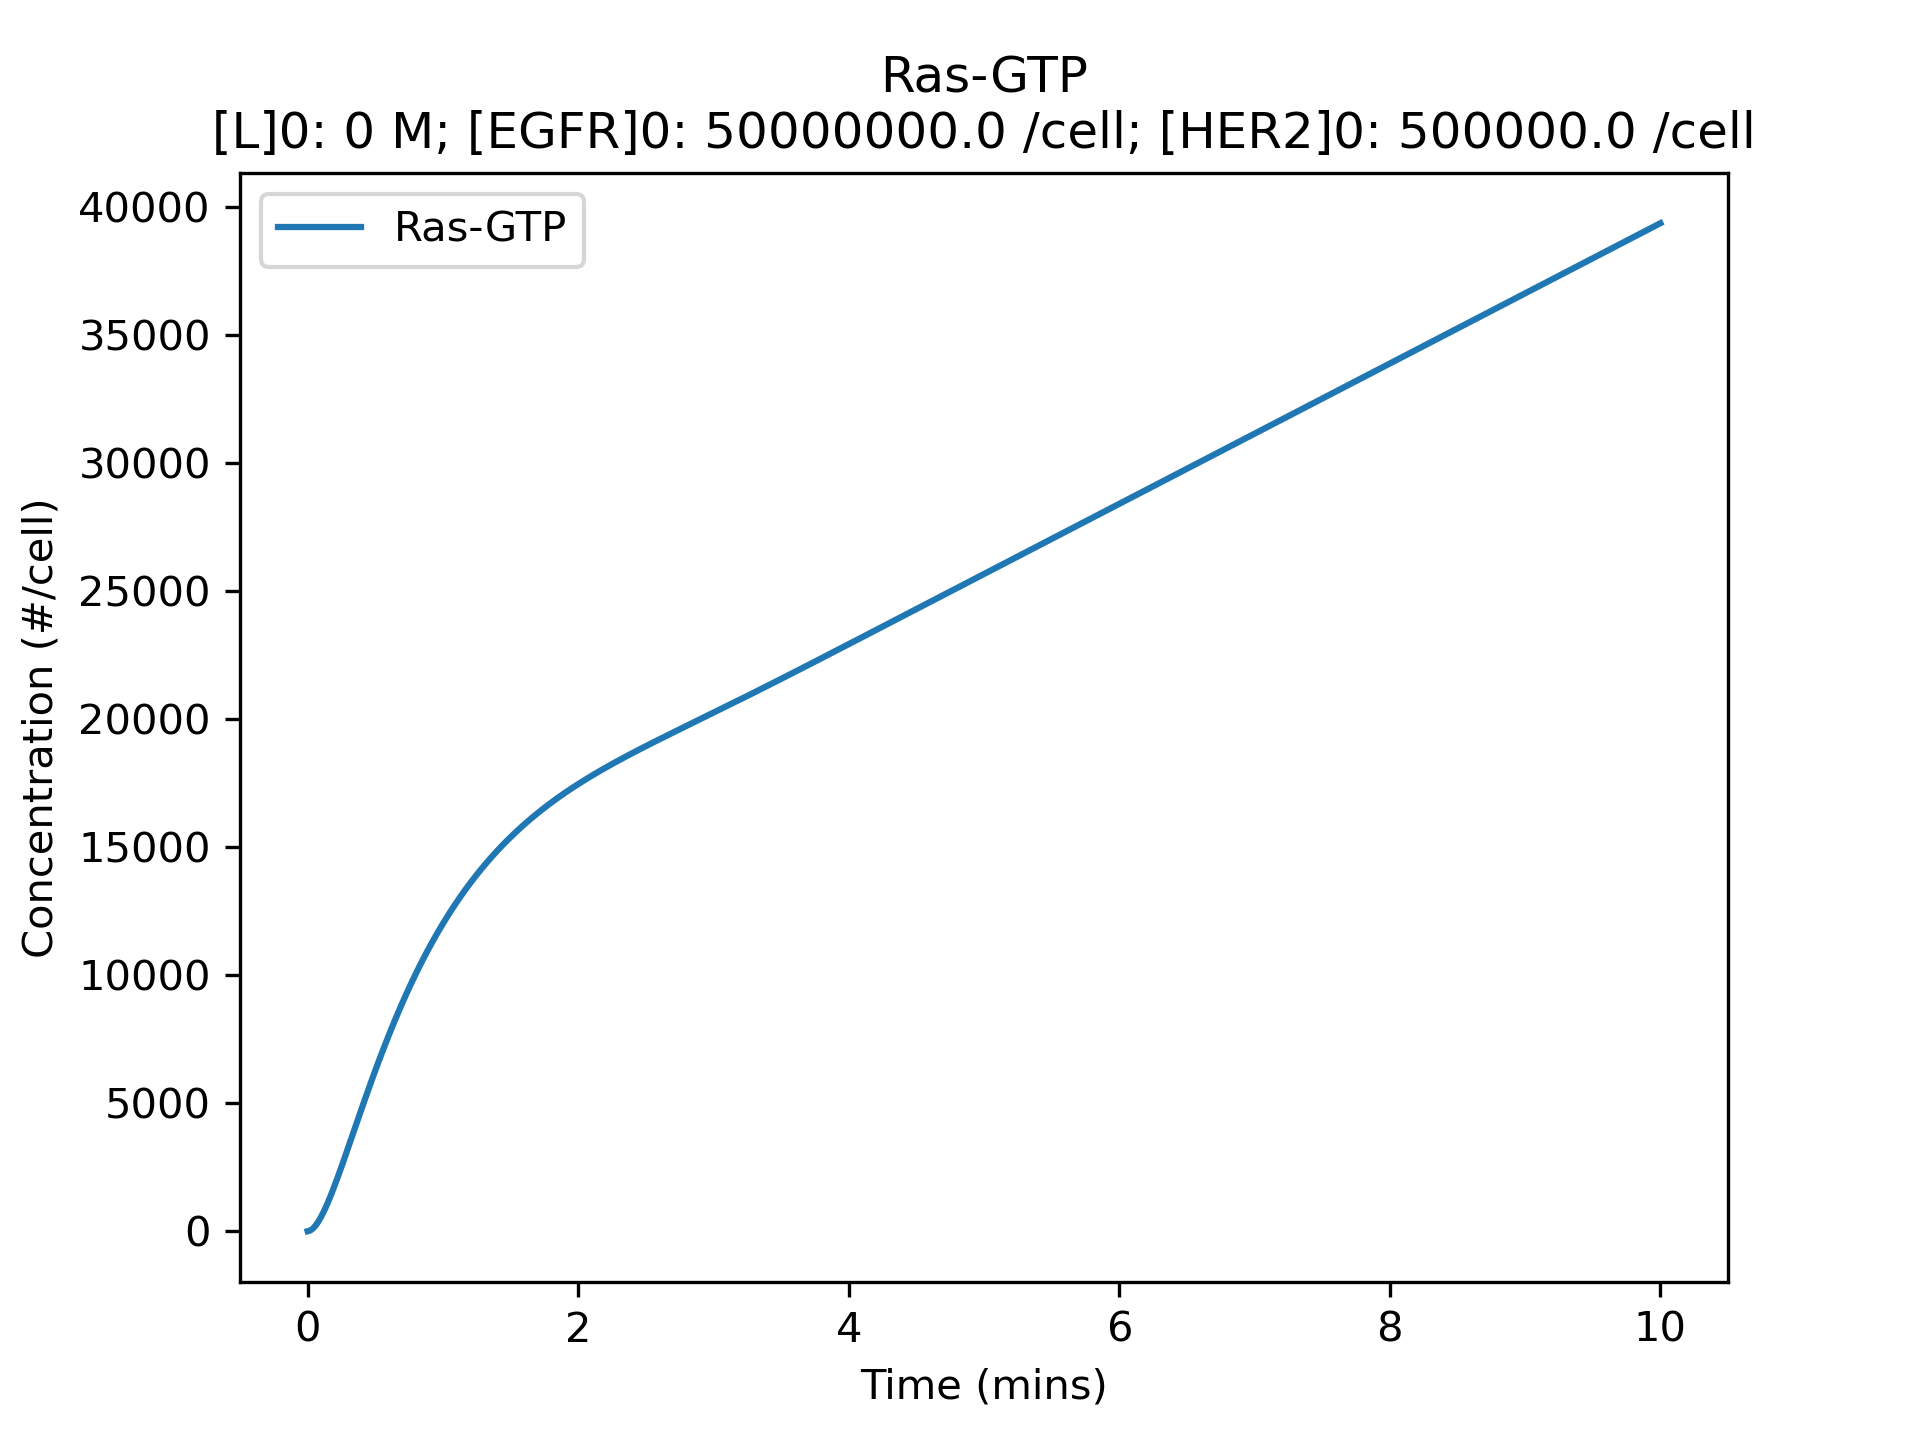 Ras-GTP
[L]0: 0 M; [EGFR]0: 50000000.0 /cell; [HER2]0: 500000.0 /cell
Ras-GTP
40000
35000
30000
25000
20000
15000
10000
5000
0
Concentration (#/cell)
0 2 4 6 8 10
Time (mins)